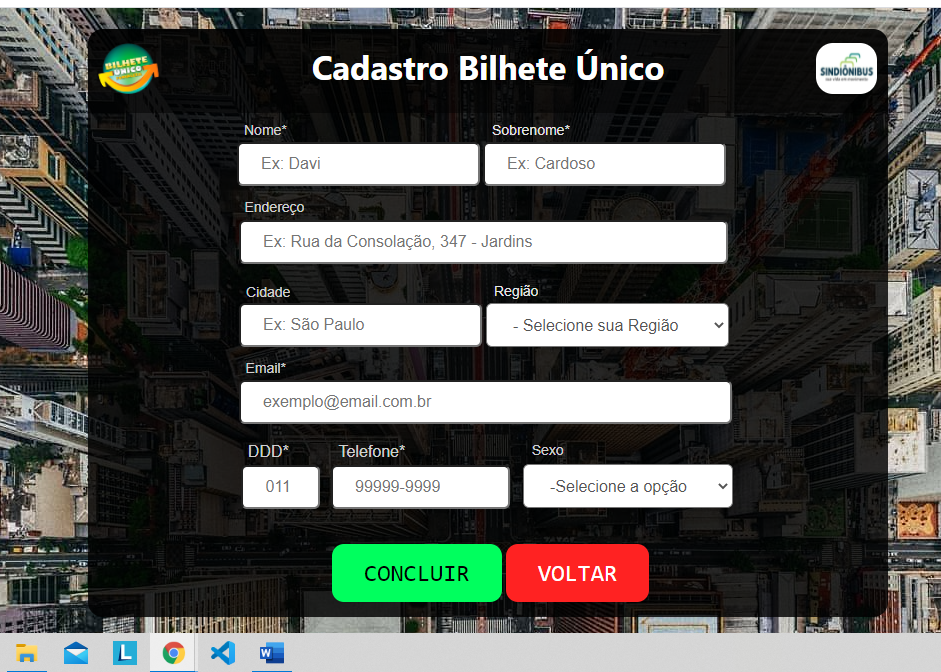 BILHETE
ÚNICO
Cadastro Bilhete Único
SINDIÔNIBUS
Nome*
Sobrenome*
Ex: Davi
Ex: Cardoso
Endereço
Ex: Rua da Consolação, 347 - Jardins
Cidade
Região
Ex: São Paulo
- Selecione sua Região
Email*
exemplo@email.com.br
DDD*
Telefone*
Sexo
011
99999-9999
-Selecione a opção
CONCLUIR
VOLTAR
L
W